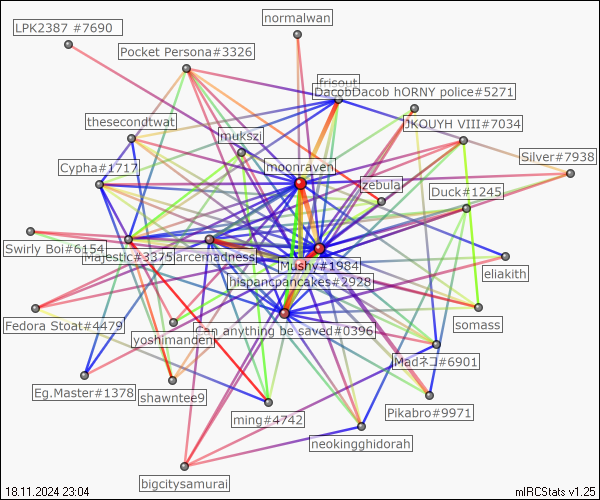 normalwan
LPK2387 #7690
Pocket Persona#3326
frisout
DacobDacob hORNY police#5271
thesecondtwat
JKOUYH VIII#7034
mukszi
Silver#7938
Cypha#1717
moonraven
zebula
Duck#1245
Swirly Boi#6154
Majestic#3375
arcemadness
Mushy#1984
eliakith
hispancpancakes#2928
Fedora Stoat#4479
somass
yoshimanden
Can anything be saved#0396
Madネコ#6901
Eg.Master#1378
shawntee9
Pikabro#9971
ming#4742
neokingghidorah
bigcitysamurai
18.11.2024 23:04
mIRCStats v1.25